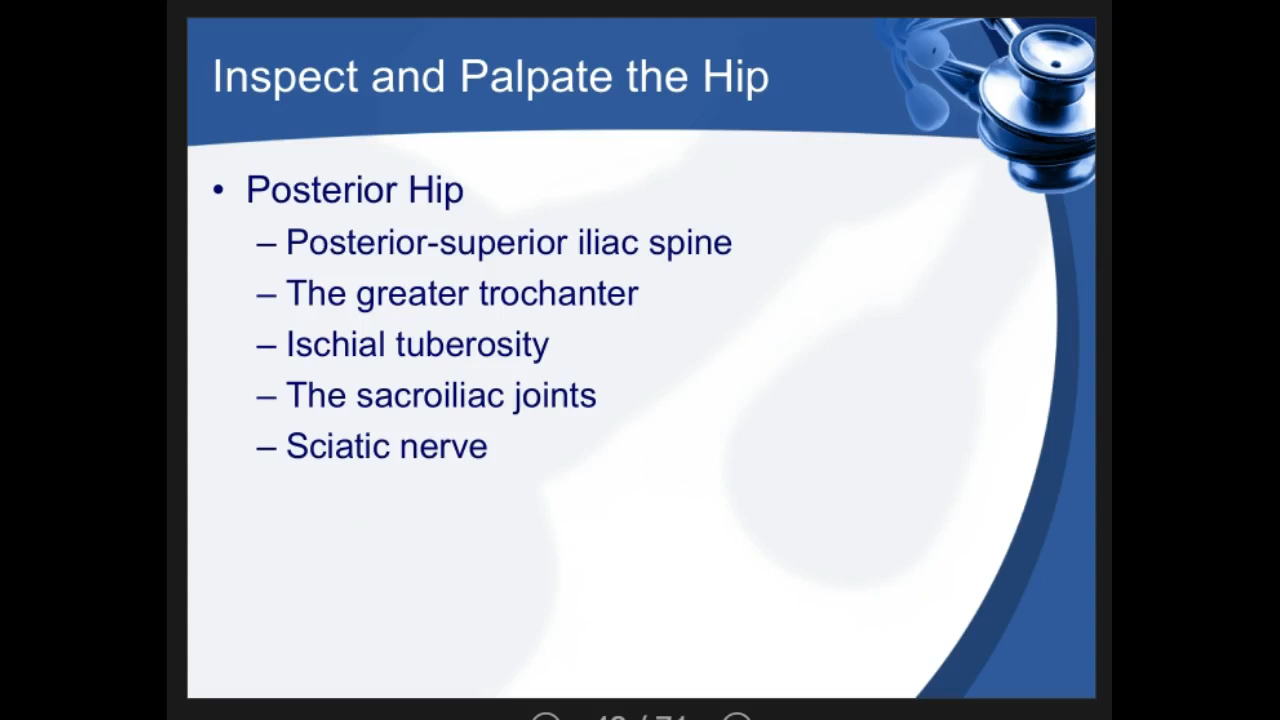 Inspect and Palpate the Hip
• Posterior Hip
– Posterior-superior iliac spine
– The greater trochanter
– Ischial tuberosity
– The sacroiliac joints
– Sciatic nerve